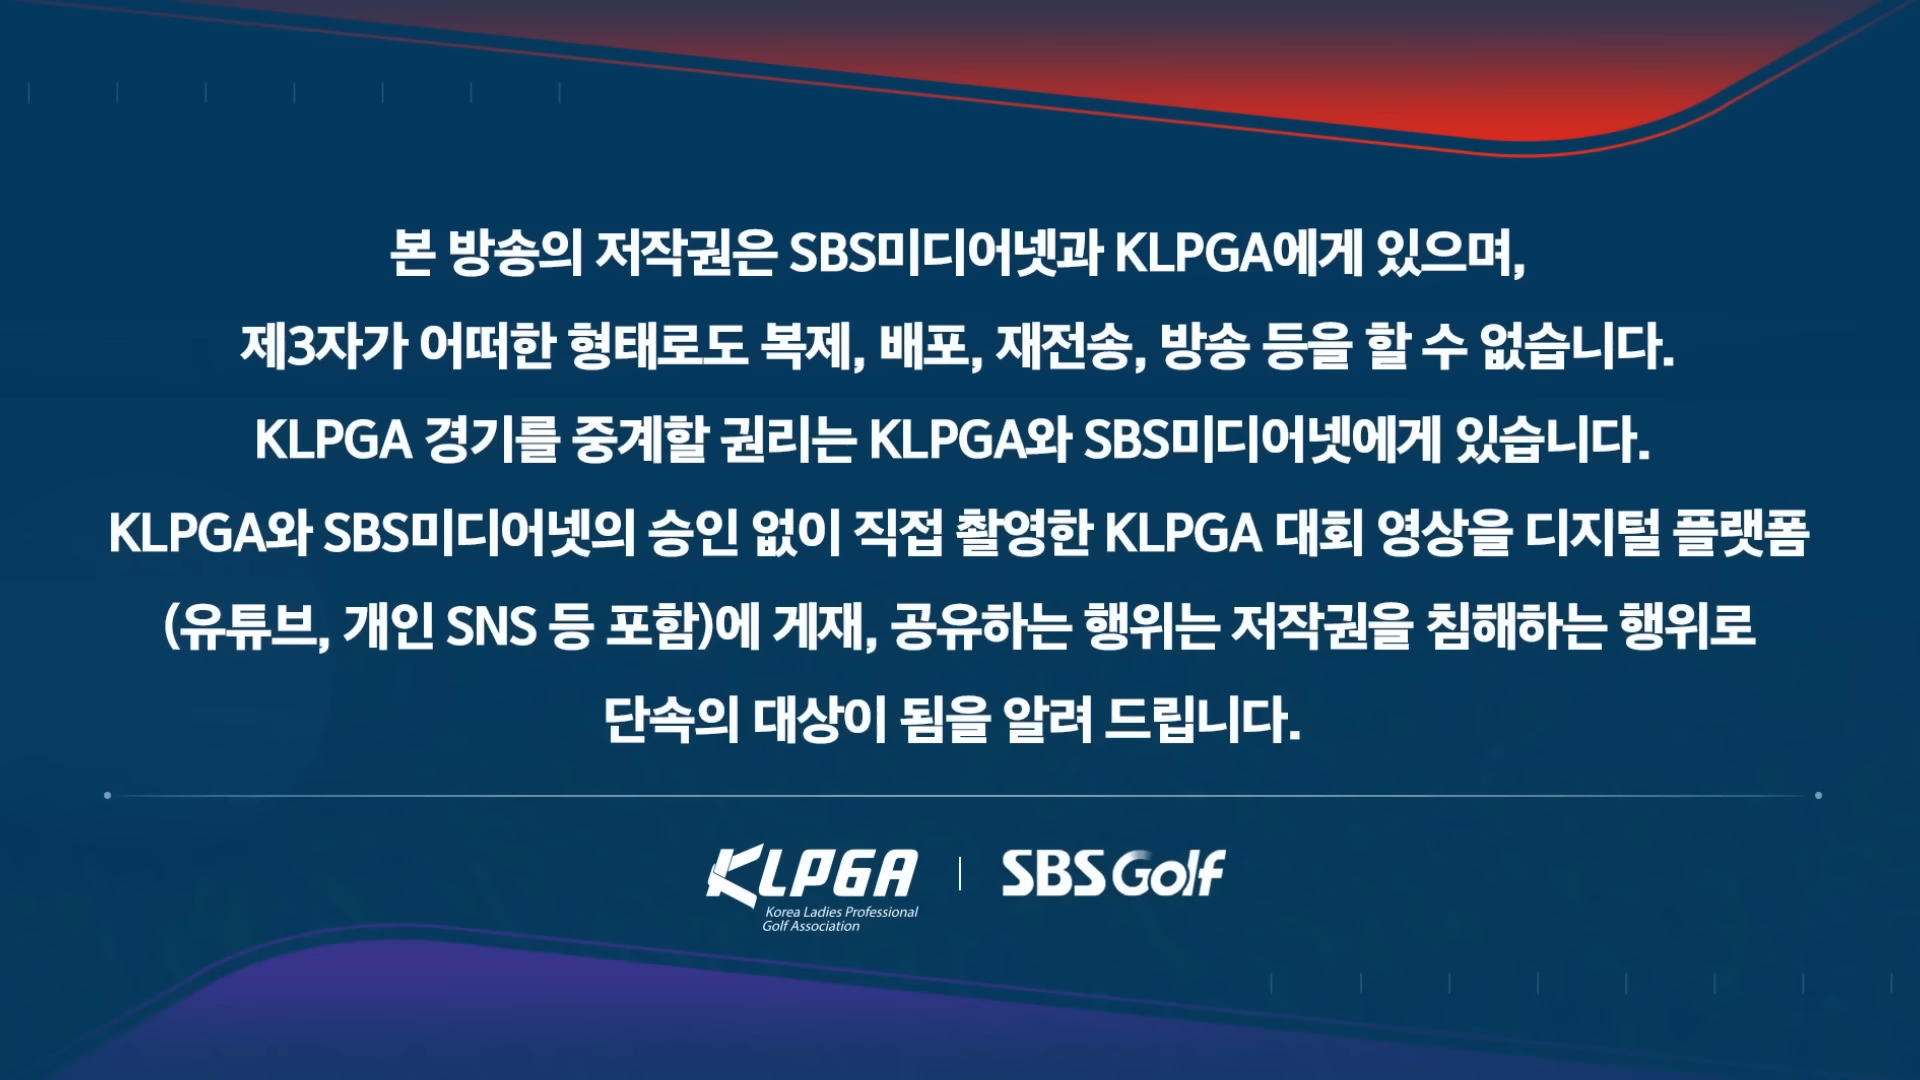 본 방송의 저작권은 SBS미디어넷과 KLPGA에게 있으며,
제3자가 어떠한 형태로도 복제, 배포, 재전송, 방송 등을 할 수 없습니다.
KLPGA 경기를 중계할 권리는 KLPGA와 SBS미디어넷에게 있습니다.
KLPGA와 SBS미디어넷의 승인 없이 직접 촬영한 KLPGA 대회 영상을 디지털 플랫폼
(유튜브, 개인 SNS 등 포함)에 게재, 공유하는 행위는 저작권을 침해하는 행위로
단속의 대상이 됨을 알려 드립니다.
KLPGA
Korea Ladies Professional
Golf Association
SBS Golf